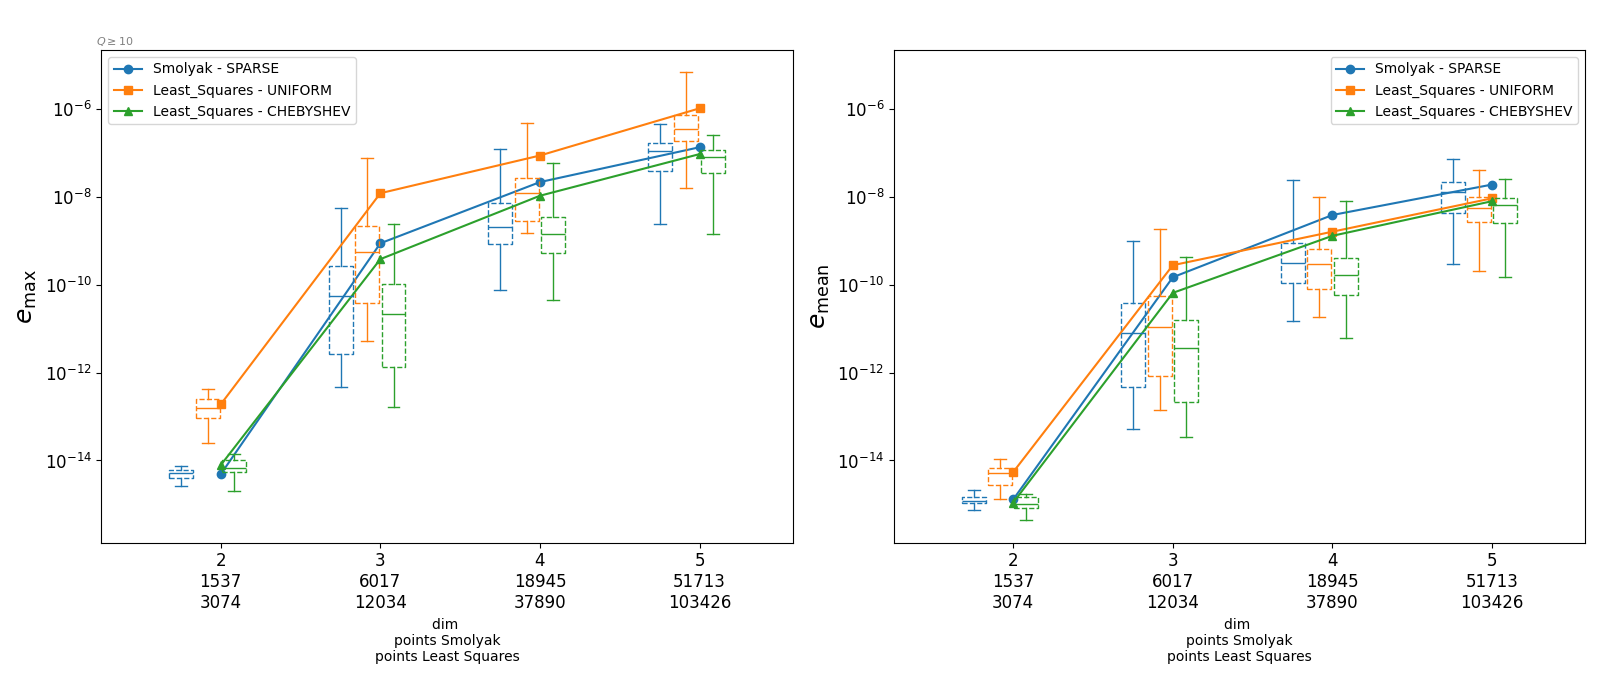 Q ≥ 10
Smolyak - SPARSE
Least_Squares - UNIFORM
Least_Squares - CHEBYSHEV
10⁻⁶
10⁻⁸
10⁻¹⁰
10⁻¹²
10⁻¹⁴
e_max
2 3 4 5
1537 6017 18945 51713
3074 12034 37890 103426
dim
points Smolyak
points Least Squares
Smolyak - SPARSE
Least_Squares - UNIFORM
Least_Squares - CHEBYSHEV
10⁻⁶
10⁻⁸
10⁻¹⁰
10⁻¹²
10⁻¹⁴
e_mean
2 3 4 5
1537 6017 18945 51713
3074 12034 37890 103426
dim
points Smolyak
points Least Squares